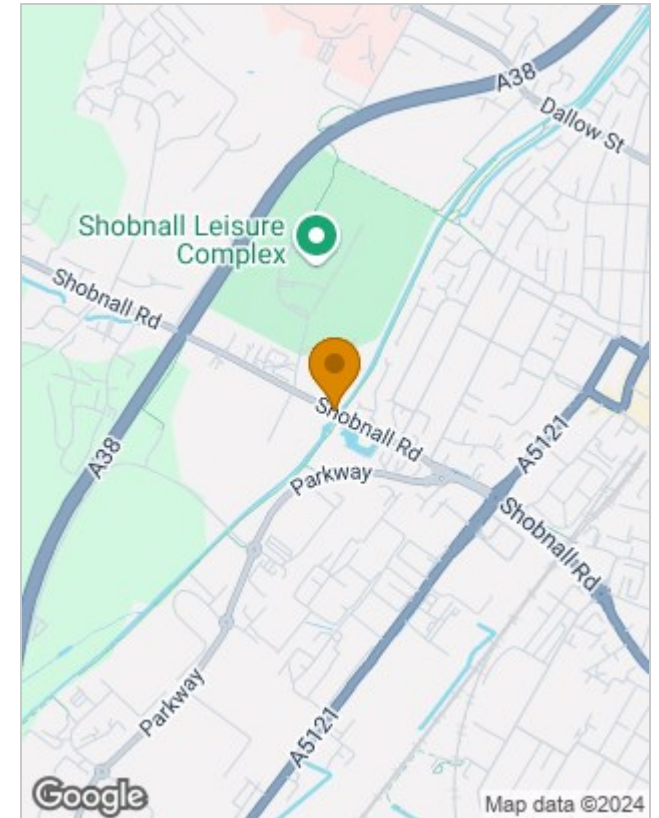 A38
Dallow St
Shobnall Leisure
Complex
Shobnall Rd
Shobnall Rd
A38
A5121
Parkway
Shobnall Rd
Parkway
A5121
Google
Map data ©2024